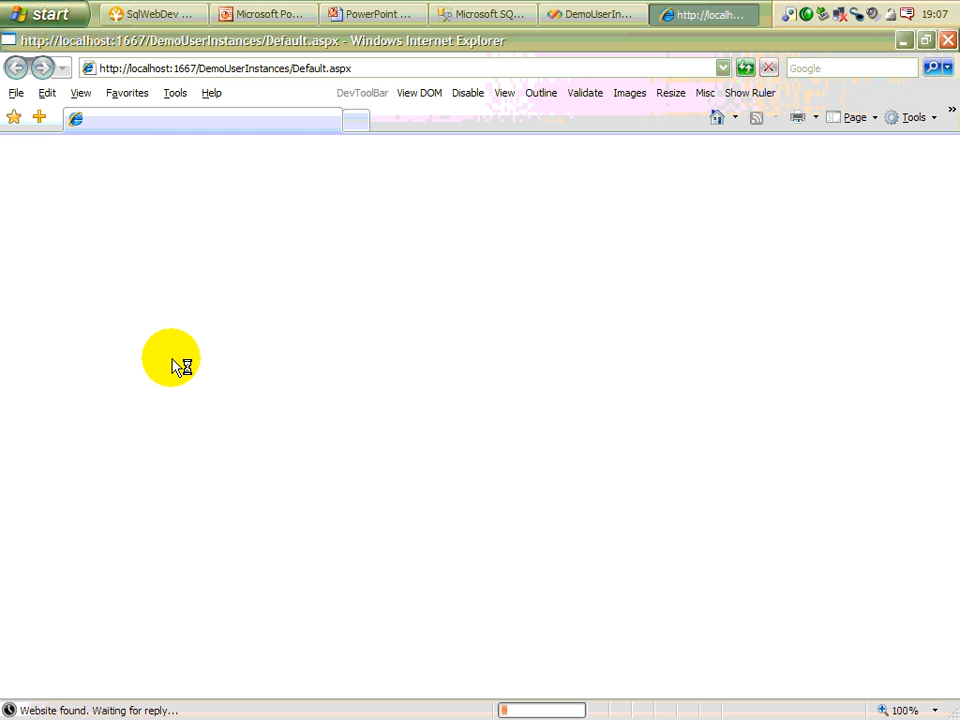 start
SqlWebDev ...
Microsoft Po...
PowerPoint ...
Microsoft SQ...
DemoUserIn...
http://localh...
19:07
http://localhost:1667/DemoUserInstances/Default.aspx - Windows Internet Explorer
http://localhost:1667/DemoUserInstances/Default.aspx
Google
File Edit View Favorites Tools Help
DevToolBar View DOM Disable View Outline Validate Images Resize Misc Show Ruler
Page Tools »
Website found. Waiting for reply...
100%